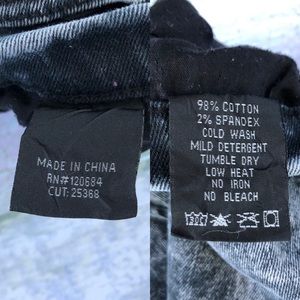 MADE IN CHINA
RN#120684
CUT: 25368
98% COTTON
2% SPANDEX
COLD WASH
MILD DETERGENT
TUMBLE DRY
LOW HEAT
NO IRON
NO BLEACH